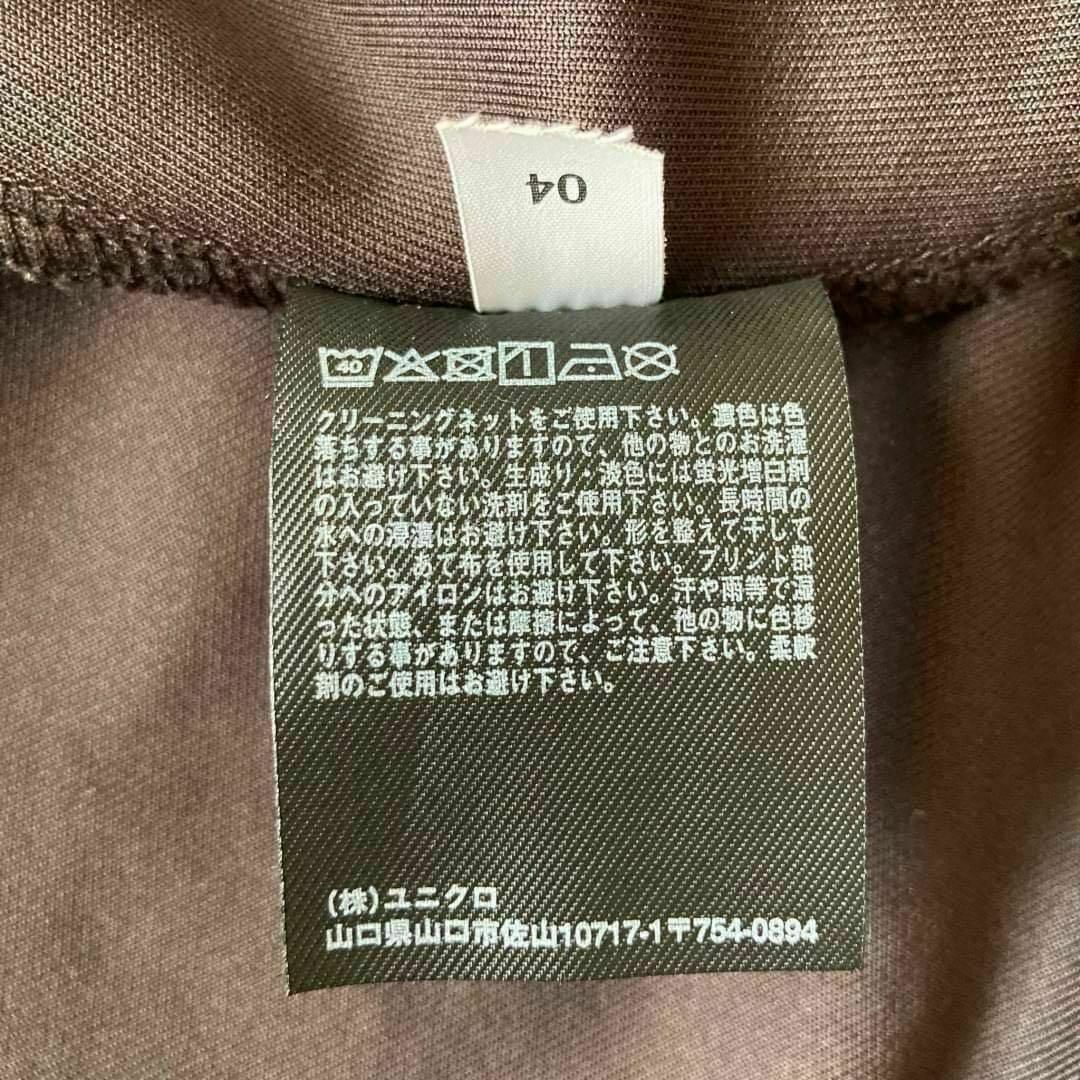 04
40
クリーニングネットをご使用下さい。濃色は色
落ちする事がありますので、他の物とのお洗濯
はお避け下さい。生成り・淡色には蛍光増白剤
の入っていない洗剤をご使用下さい。長時間の
水への浸漬はお避け下さい。形を整えて干して
下さい。あて布を使用して下さい。プリント部
分へのアイロンはお避け下さい。汗や雨等で湿
った状態、または摩擦によって、他の物に色移
りする事がありますので、ご注意下さい。柔軟
剤のご使用はお避け下さい。
(株)ユニクロ
山口県山口市佐山10717-1〒754-0894